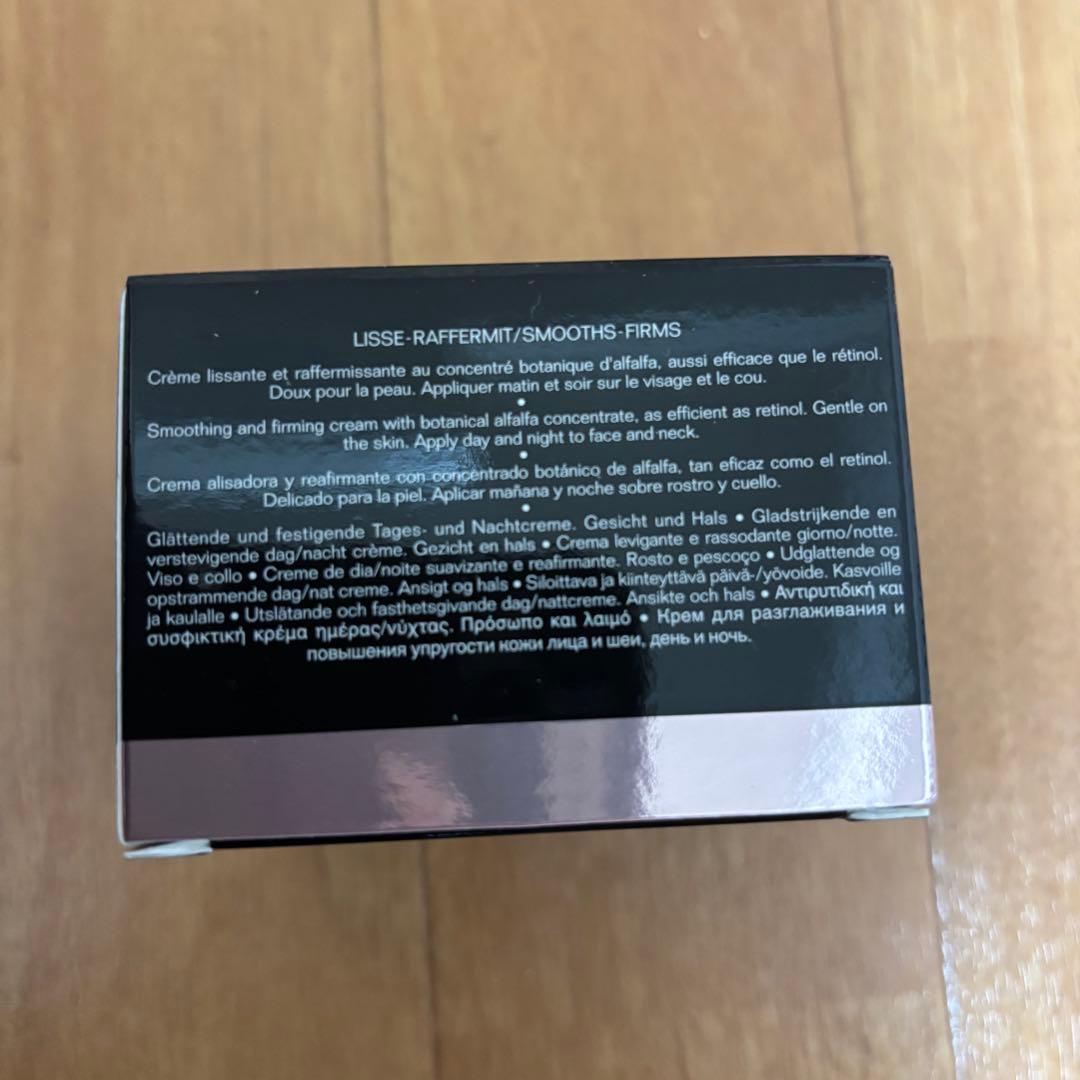 LISSE-RAFFERMIT/SMOOTHS-FIRMS
Crème lissante et raffermissante au concentré botanique d'alfalfa, aussi efficace que le rétinol.
Doux pour la peau. Appliquer matin et soir sur le visage et le cou.
•
Smoothing and firming cream with botanical alfalfa concentrate, as efficient as retinol. Gentle on
the skin. Apply day and night to face and neck.
•
Crema alisadora y reafirmante con concentrado botánico de alfalfa, tan eficaz como el retinol.
Delicado para la piel. Aplicar mañana y noche sobre rostro y cuello.
•
Glättende und festigende Tages- und Nachtcreme. Gesicht und Hals • Gladstrijkende en
verstevigende dag/nacht crème. Gezicht en hals • Crema levigante e rassodante giorno/notte.
Viso e collo • Creme de dia/noite suavizante e reafirmante. Rosto e pescoço • Udglattende og
opstrammende dag/nat creme. Ansigt og hals • Siloittava ja kiinteyttävä päivä-/yövoide. Kasvoille
ja kaulalle • Utslätande och fasthetsgivande dag/nattcreme. Ansikte och hals • Αντιρυτιδική και
συσφικτική κρέμα ημέρας/νύχτας. Πρόσωπο και λαιμό • Крем для разглаживания и
повышения упругости кожи лица и шеи, день и ночь.